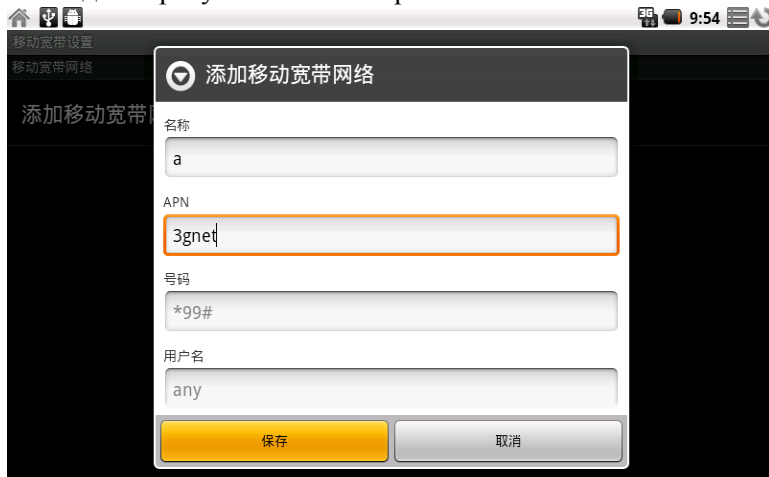 3G 9:54
移动宽带设置
移动宽带网络
添加移动宽带网络
添加移动宽带
名称
a
APN
3gnet
号码
*99#
用户名
any
保存 取消